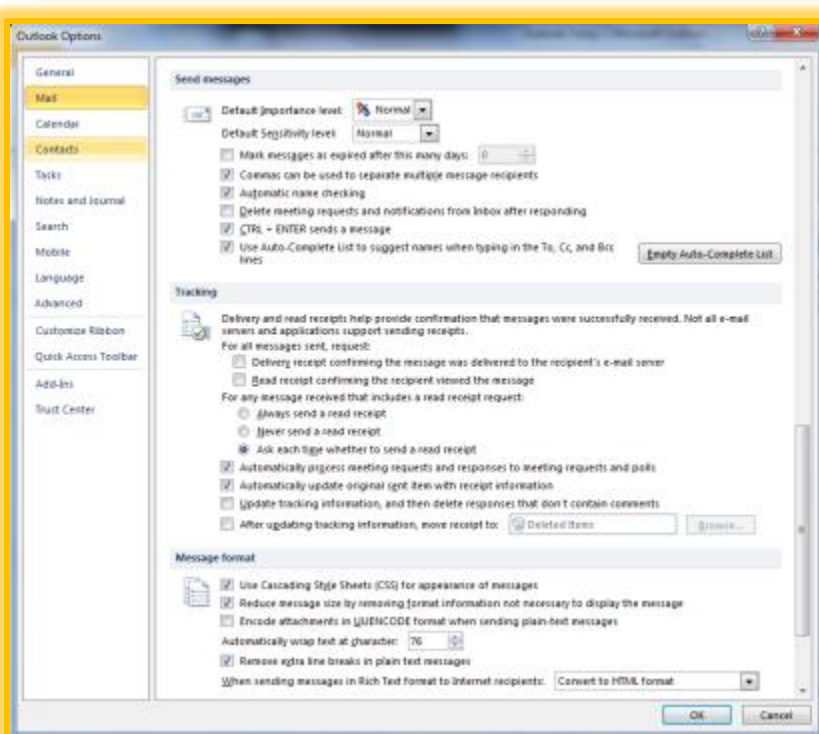 Outlook Options
General
Mail
Calendar
Contacts
Tasks
Notes and Journal
Search
Mobile
Language
Advanced
Customize Ribbon
Quick Access Toolbar
Add-Ins
Trust Center
Send messages
Default Importance level: Normal
Default Sensitivity level: Normal
Mark messages as expired after this many days: 0
Commas can be used to separate multiple message recipients
Automatic name checking
Delete meeting requests and notifications from Inbox after responding
CTRL + ENTER sends a message
Use Auto-Complete List to suggest names when typing in the To, Cc, and Bcc
lines
Empty Auto-Complete List
Tracking
Delivery and read receipts help provide confirmation that messages were successfully received. Not all e-mail
servers and applications support sending receipts.
For all messages sent, request:
Delivery receipt confirming the message was delivered to the recipient's e-mail server
Read receipt confirming the recipient viewed the message
For any message received that includes a read receipt request:
Always send a read receipt
Never send a read receipt
Ask each time whether to send a read receipt
Automatically process meeting requests and responses to meeting requests and polls
Automatically update original sent item with receipt information
Update tracking information, and then delete responses that don't contain comments
After updating tracking information, move receipt to: Deleted Items Browse...
Message format
Use Cascading Style Sheets (CSS) for appearance of messages
Reduce message size by removing format information not necessary to display the message
Encode attachments in UUENCODE format when sending plain-text messages
Automatically wrap text at character: 76
Remove extra line breaks in plain text messages
When sending messages in Rich Text format to Internet recipients: Convert to HTML format
OK Cancel